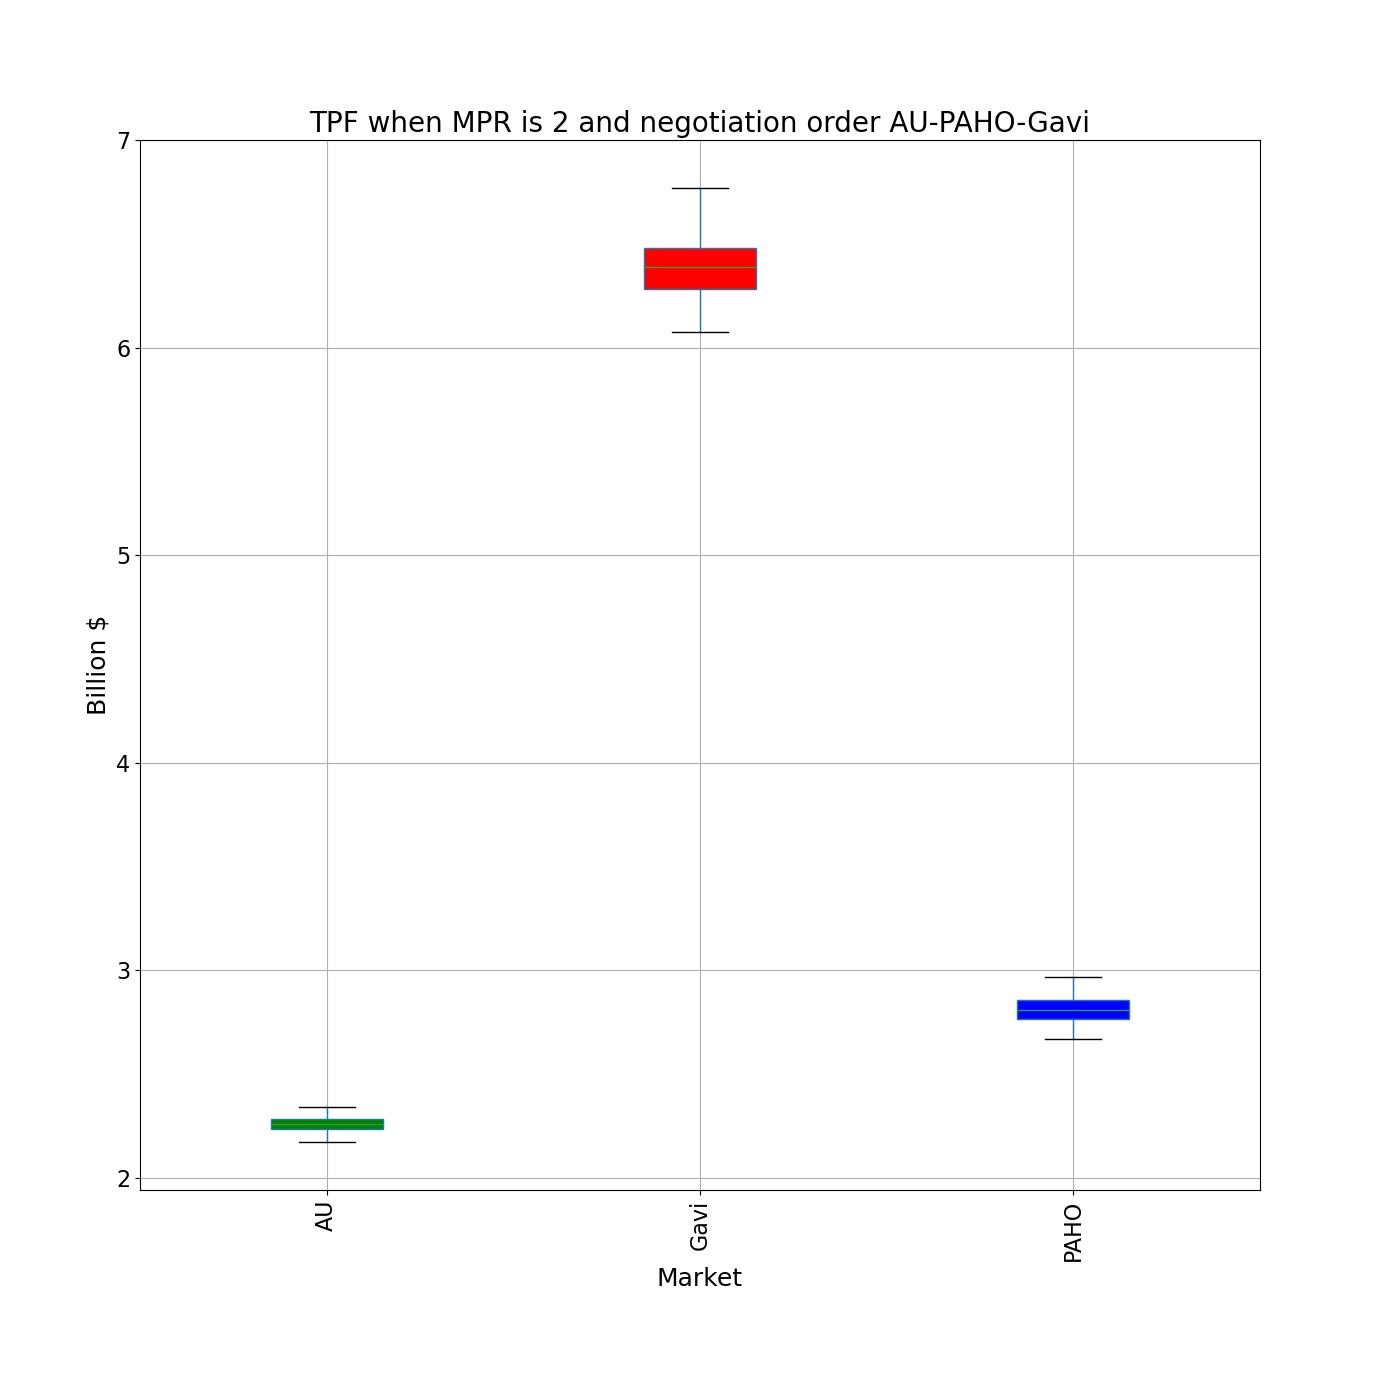 TPF when MPR is 2 and negotiation order AU-PAHO-Gavi
7
6
5
4
3
2
Billion $
AU
Gavi
PAHO
Market